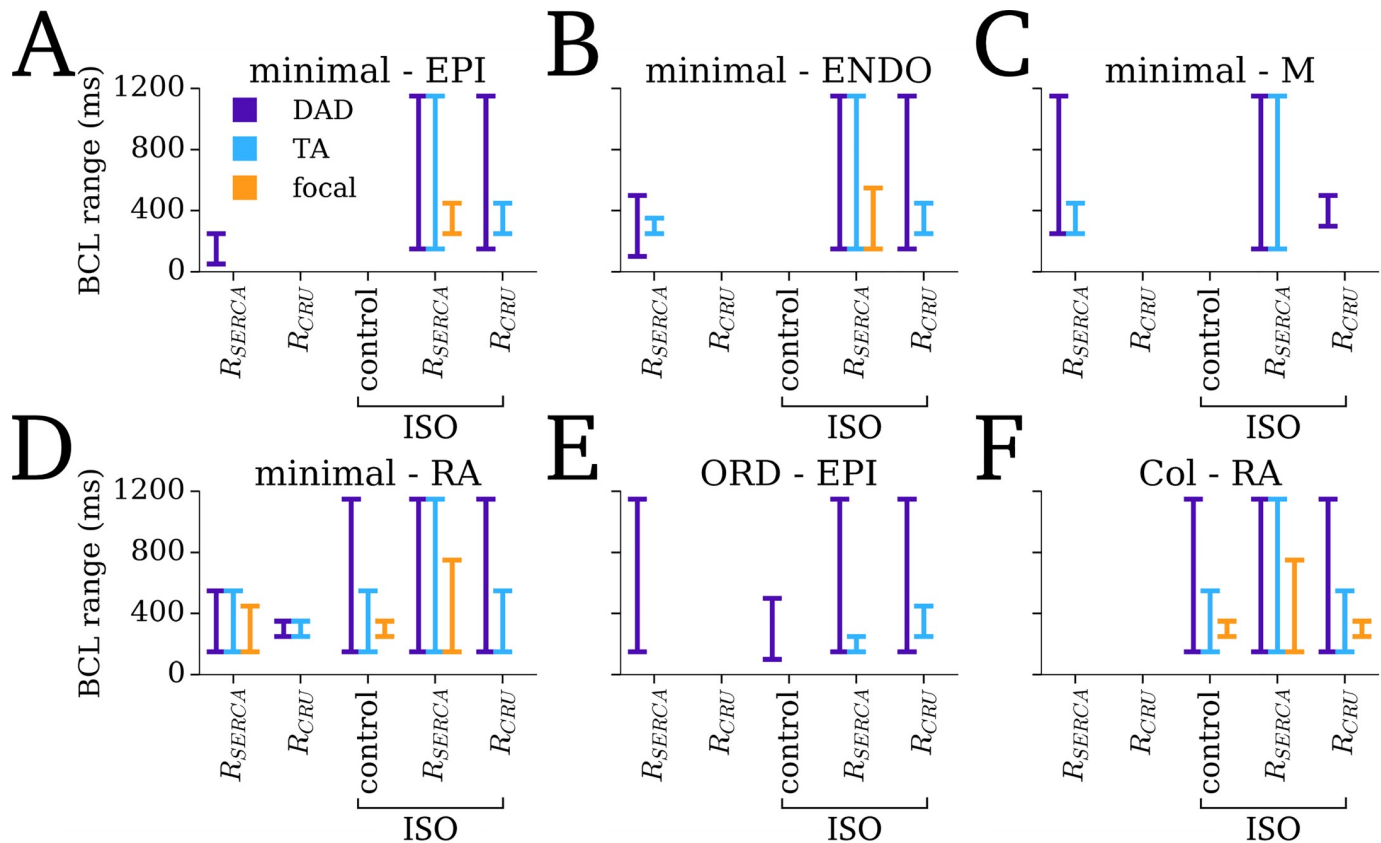 A
minimal - EPI
BCL range (ms)
1200
800
400
0
DAD
TA
focal
R_SERCA
R_CRU
control
R_SERCA
R_CRU
ISO
B
minimal - ENDO
R_SERCA
R_CRU
control
R_SERCA
R_CRU
ISO
C
minimal - M
R_SERCA
R_CRU
control
R_SERCA
R_CRU
ISO
D
minimal - RA
BCL range (ms)
1200
800
400
0
R_SERCA
R_CRU
control
R_SERCA
R_CRU
ISO
E
ORD - EPI
R_SERCA
R_CRU
control
R_SERCA
R_CRU
ISO
F
Col - RA
R_SERCA
R_CRU
control
R_SERCA
R_CRU
ISO